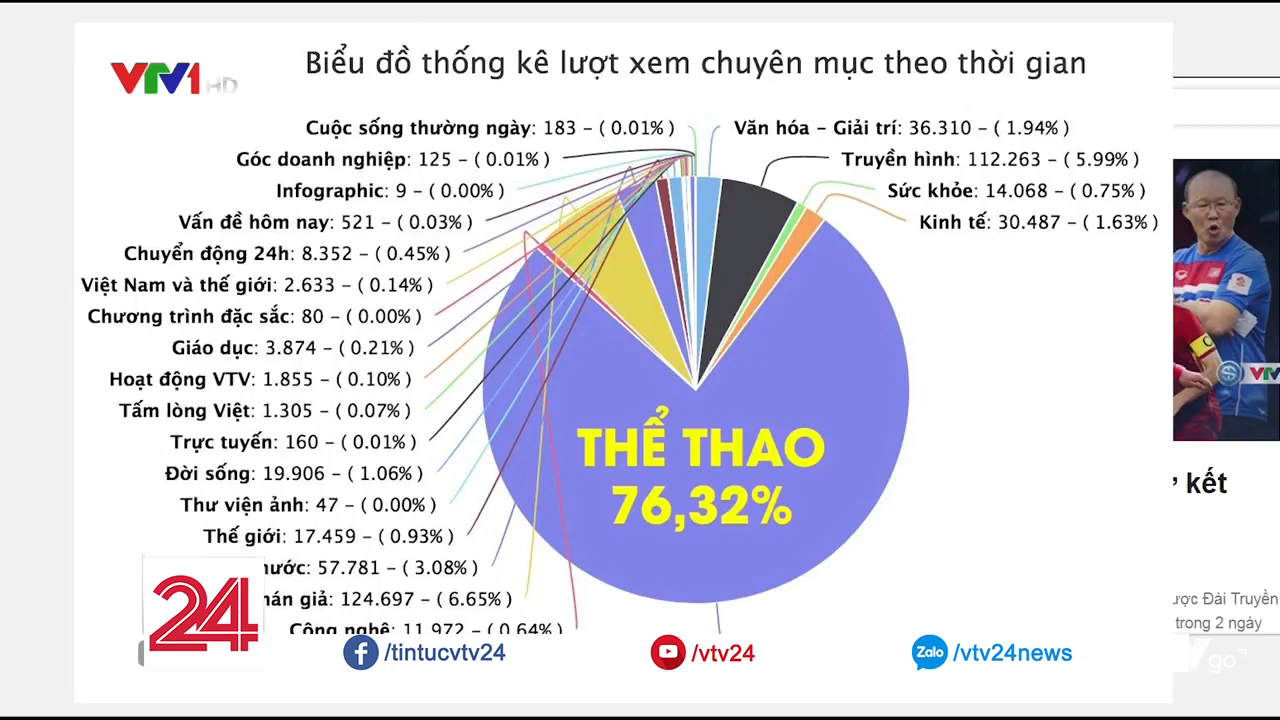 VTV1 HD
Biểu đồ thống kê lượt xem chuyên mục theo thời gian
Cuộc sống thường ngày: 183 – ( 0.01% )
Góc doanh nghiệp: 125 – ( 0.01% )
Infographic: 9 – ( 0.00% )
Vấn đề hôm nay: 521 – ( 0.03% )
Chuyển động 24h: 8.352 – ( 0.45% )
Việt Nam và thế giới: 2.633 – ( 0.14% )
Chương trình đặc sắc: 80 – ( 0.00% )
Giáo dục: 3.874 – ( 0.21% )
Hoạt động VTV: 1.855 – ( 0.10% )
Tấm lòng Việt: 1.305 – ( 0.07% )
Trực tuyến: 160 – ( 0.01% )
Đời sống: 19.906 – ( 1.06% )
Thư viện ảnh: 47 – ( 0.00% )
Thế giới: 17.459 – ( 0.93% )
57.781 – ( 3.08% )
giả: 124.697 – ( 6.65% )
Công nghệ: 11.972 – ( 0.64% )
Văn hóa – Giải trí: 36.310 – ( 1.94% )
Truyền hình: 112.263 – ( 5.99% )
Sức khỏe: 14.068 – ( 0.75% )
Kinh tế: 30.487 – ( 1.63% )
THỂ THAO
76,32%
VTV
kết
Đài Truyền
trong 2 ngày
go
24
/tintucvtv24
/vtv24
Zalo /vtv24news